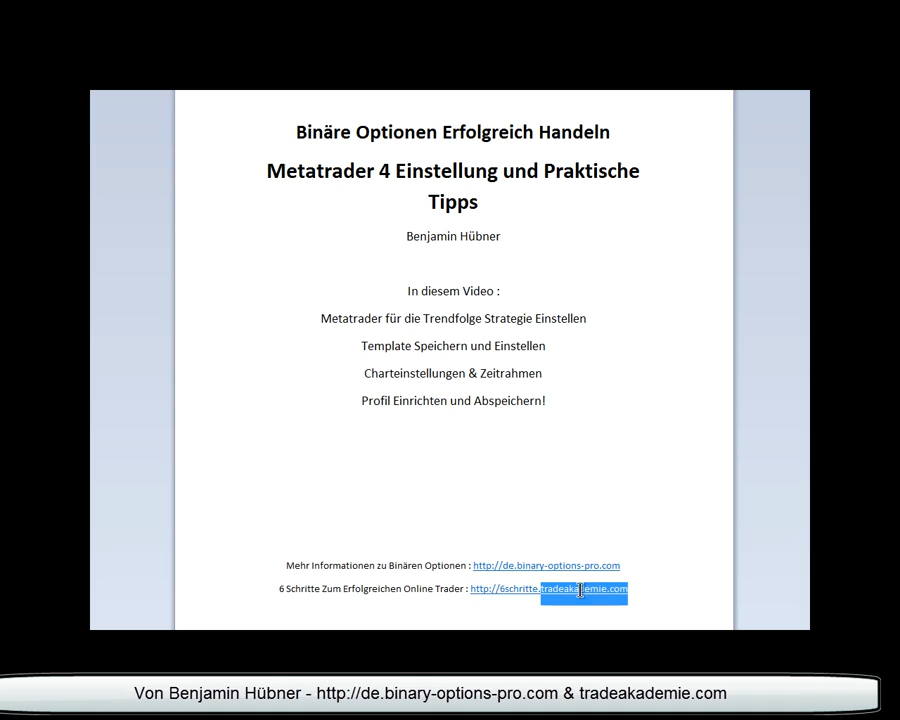 Binäre Optionen Erfolgreich Handeln
Metatrader 4 Einstellung und Praktische
Tipps
Benjamin Hübner
In diesem Video :
Metatrader für die Trendfolge Strategie Einstellen
Template Speichern und Einstellen
Charteinstellungen & Zeitrahmen
Profil Einrichten und Abspeichern!
Mehr Informationen zu Binären Optionen : http://de.binary-options-pro.com
6 Schritte Zum Erfolgreichen Online Trader : http://6schritte.tradeakademie.com
Von Benjamin Hübner - http://de.binary-options-pro.com & tradeakademie.com